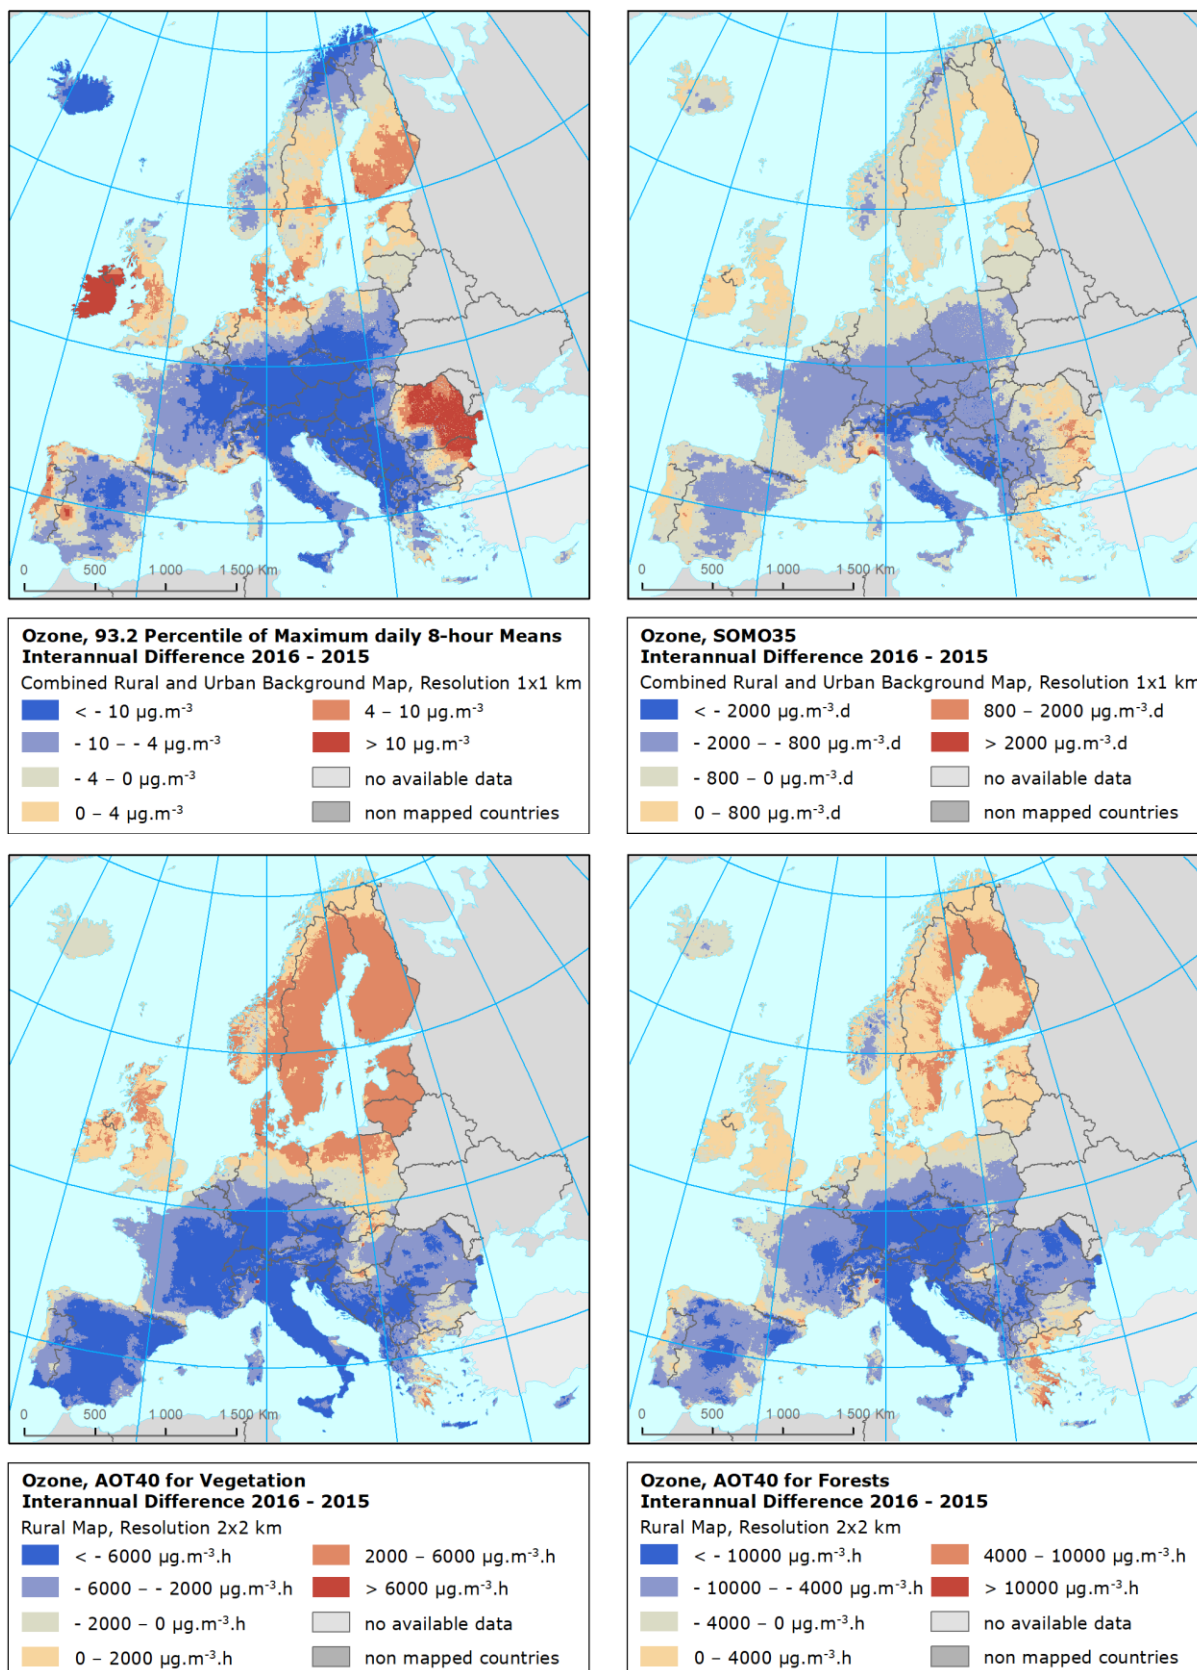 0 500 1 000 1 500 Km
0 500 1 000 1 500 Km
Ozone, 93.2 Percentile of Maximum daily 8-hour Means
Interannual Difference 2016 - 2015
Combined Rural and Urban Background Map, Resolution 1x1 km
< - 10 µg.m⁻³
4 – 10 µg.m⁻³
- 10 – - 4 µg.m⁻³
> 10 µg.m⁻³
- 4 – 0 µg.m⁻³
no available data
0 – 4 µg.m⁻³
non mapped countries
Ozone, SOMO35
Interannual Difference 2016 - 2015
Combined Rural and Urban Background Map, Resolution 1x1 km
< - 2000 µg.m⁻³.d
800 – 2000 µg.m⁻³.d
- 2000 – - 800 µg.m⁻³.d
> 2000 µg.m⁻³.d
- 800 – 0 µg.m⁻³.d
no available data
0 – 800 µg.m⁻³.d
non mapped countries
0 500 1 000 1 500 Km
0 500 1 000 1 500 Km
Ozone, AOT40 for Vegetation
Interannual Difference 2016 - 2015
Rural Map, Resolution 2x2 km
< - 6000 µg.m⁻³.h
2000 – 6000 µg.m⁻³.h
- 6000 – - 2000 µg.m⁻³.h
> 6000 µg.m⁻³.h
- 2000 – 0 µg.m⁻³.h
no available data
0 – 2000 µg.m⁻³.h
non mapped countries
Ozone, AOT40 for Forests
Interannual Difference 2016 - 2015
Rural Map, Resolution 2x2 km
< - 10000 µg.m⁻³.h
4000 – 10000 µg.m⁻³.h
- 10000 – - 4000 µg.m⁻³.h
> 10000 µg.m⁻³.h
- 4000 – 0 µg.m⁻³.h
no available data
0 – 4000 µg.m⁻³.h
non mapped countries